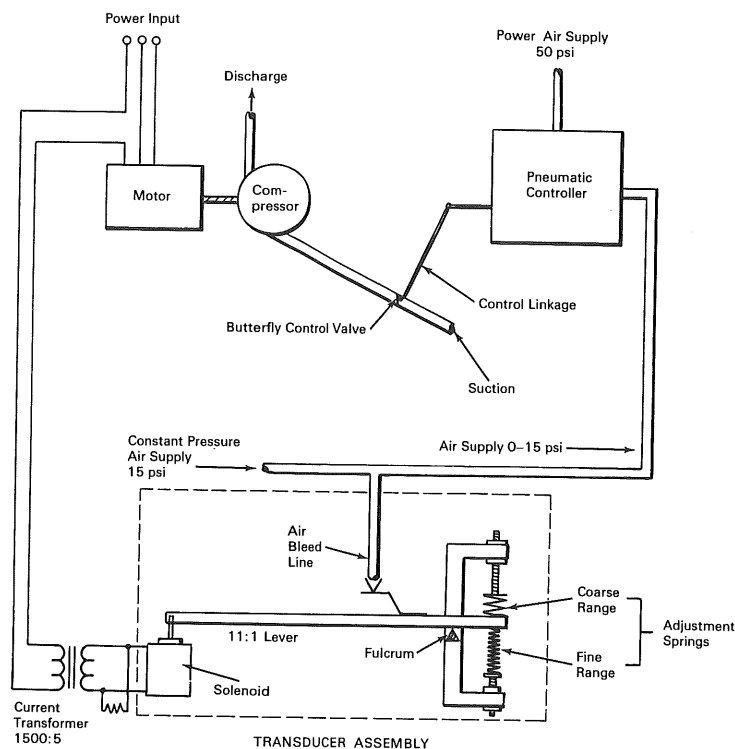 Power Input
Power Air Supply
50 psi
Discharge
Motor
Com-
pressor
Pneumatic
Controller
Control Linkage
Butterfly Control Valve
Suction
Constant Pressure
Air Supply
15 psi
Air Supply 0–15 psi
Air
Bleed
Line
Coarse
Range
Adjustment
Springs
11:1 Lever
Fulcrum
Fine
Range
Solenoid
Current
Transformer
1500:5
TRANSDUCER ASSEMBLY